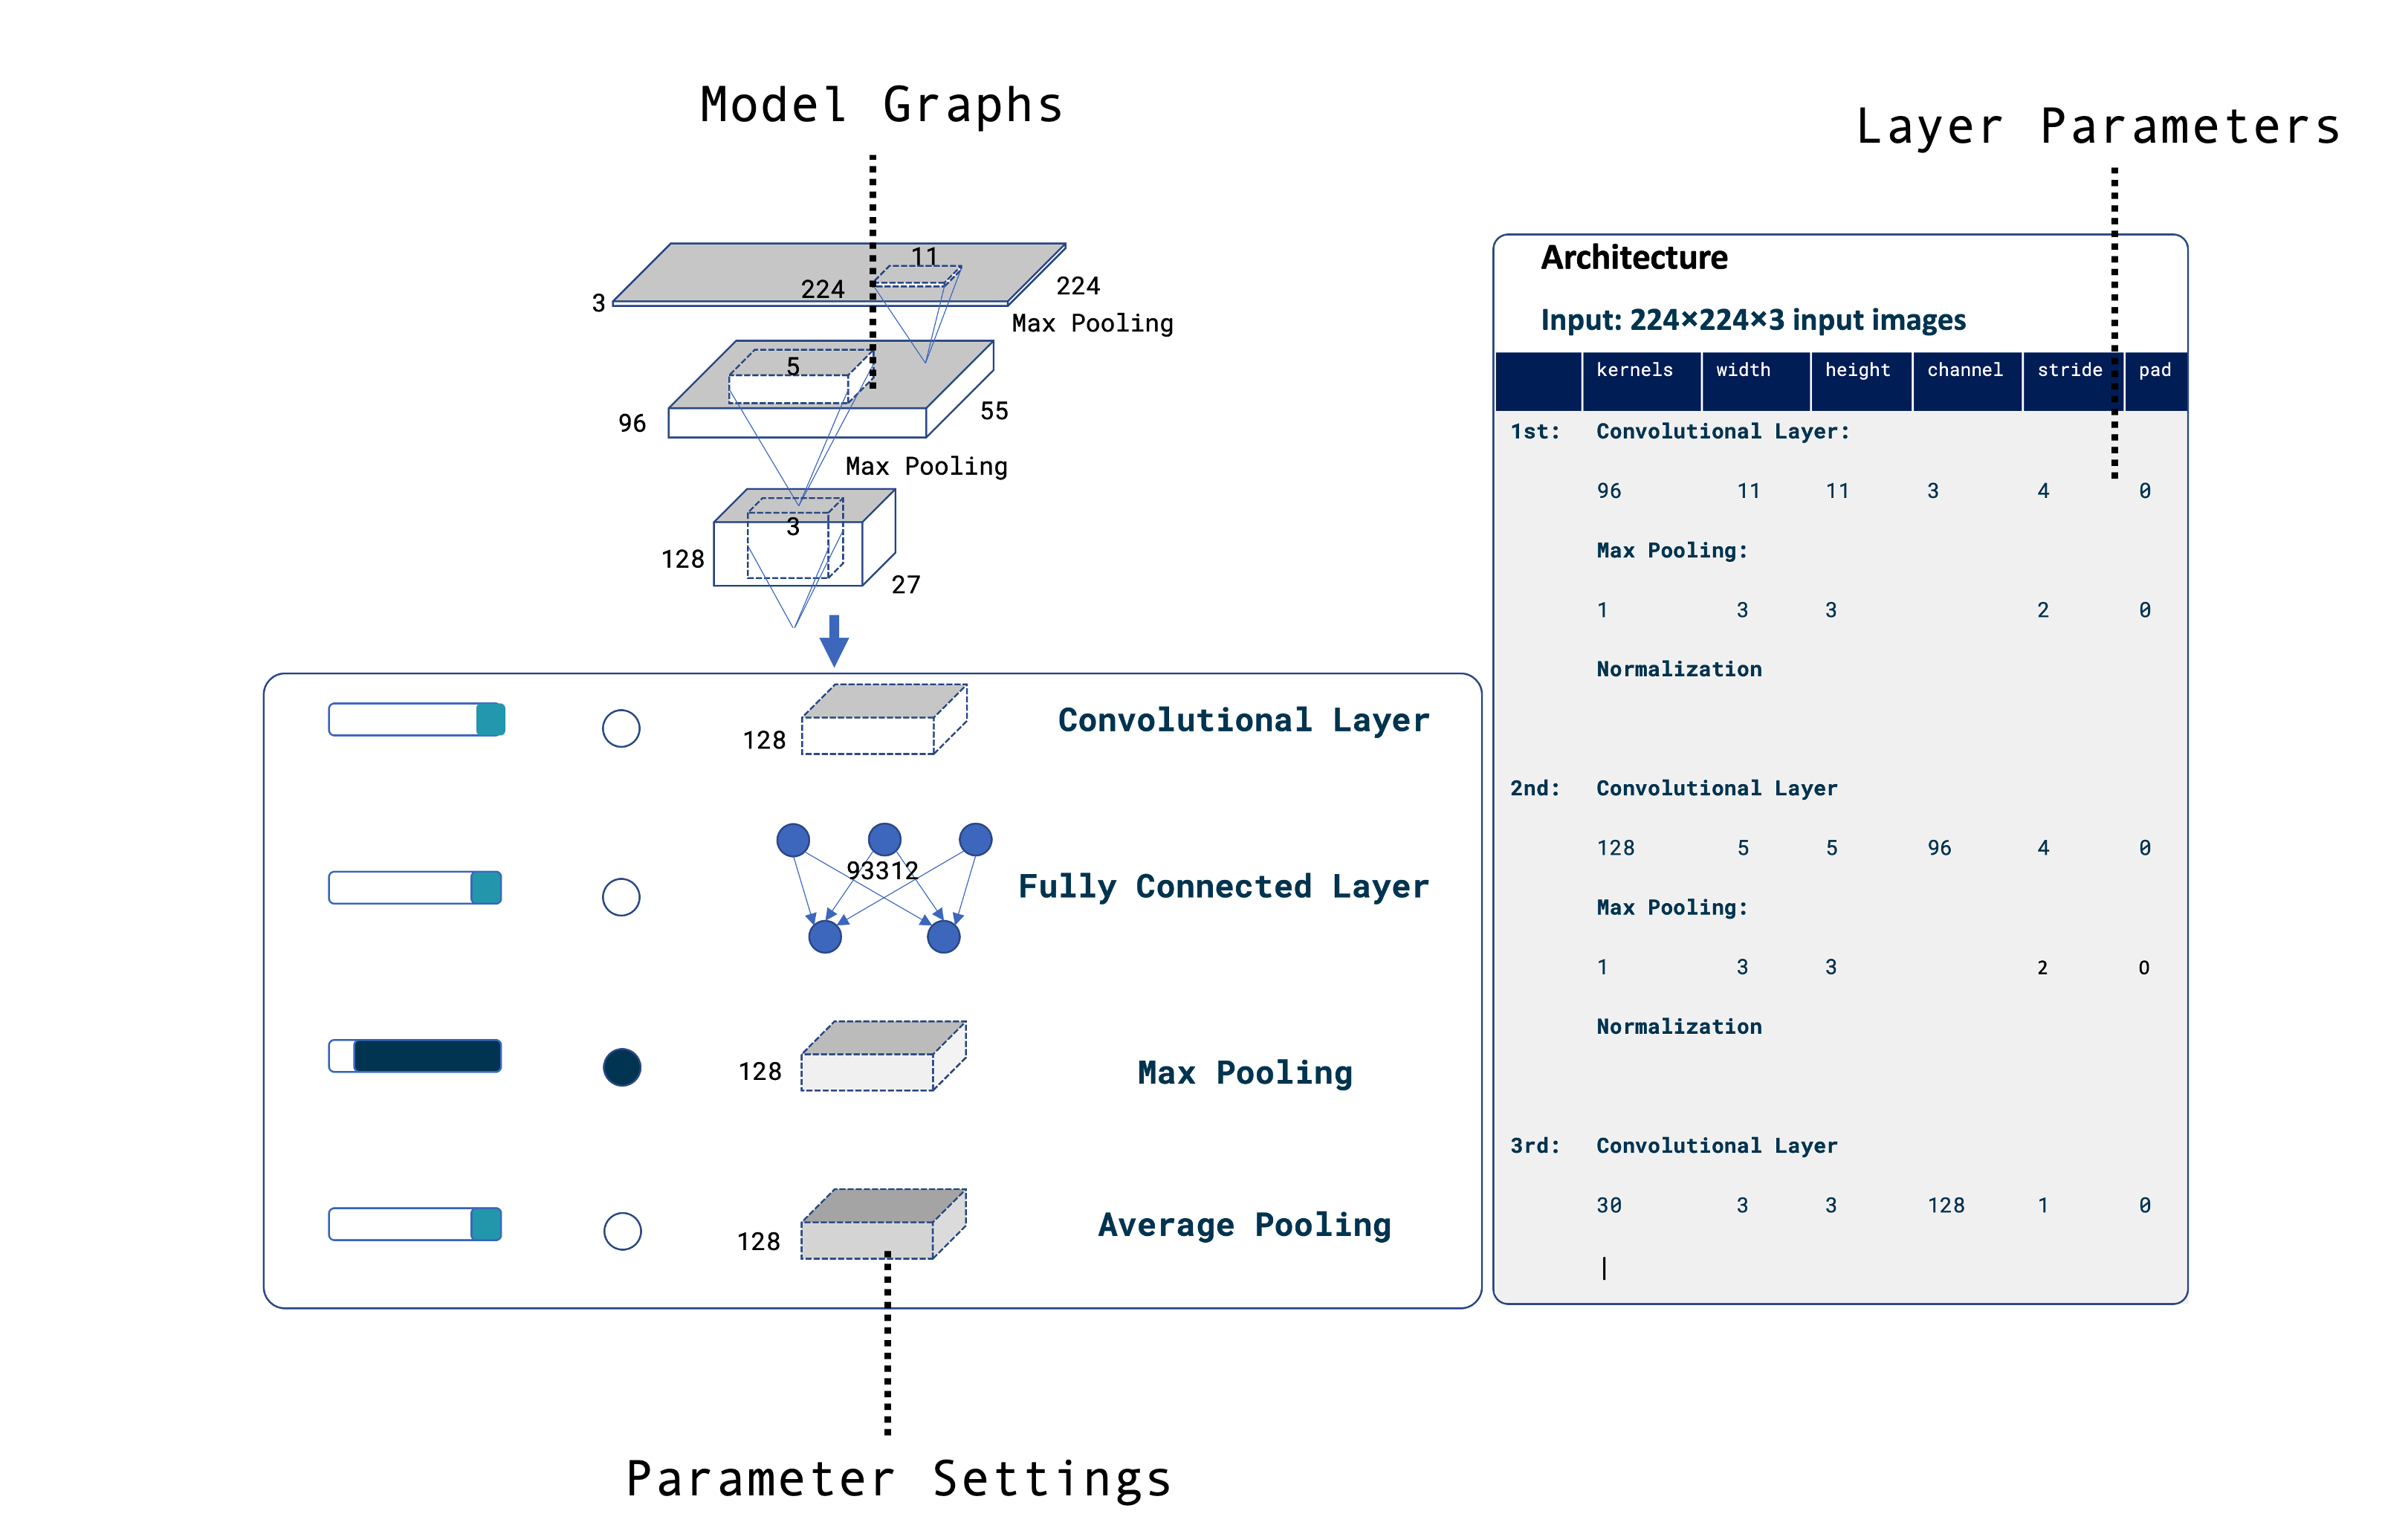 Model Graphs
Layer Parameters
11
224
224
3
Max Pooling
5
96
55
Max Pooling
3
128
27
128
Convolutional Layer
93312
Fully Connected Layer
128
Max Pooling
128
Average Pooling
Parameter Settings
Architecture
Input: 224×224×3 input images
kernels width height channel stride pad
1st: Convolutional Layer:
96 11 11 3 4 0
Max Pooling:
1 3 3 2 0
Normalization
2nd: Convolutional Layer
128 5 5 96 4 0
Max Pooling:
1 3 3 2 0
Normalization
3rd: Convolutional Layer
30 3 3 128 1 0
|